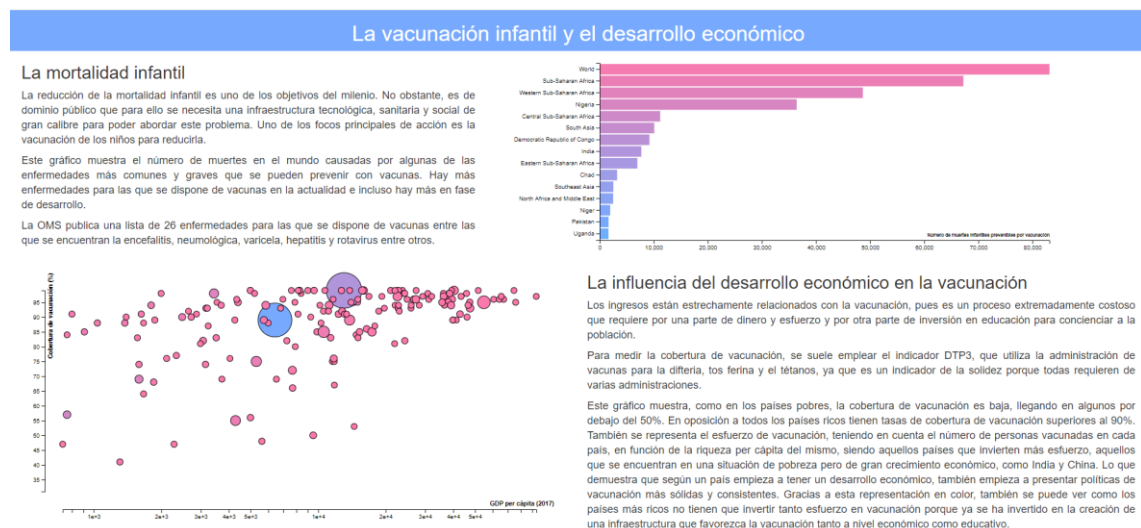 La vacunación infantil y el desarrollo económico
La mortalidad infantil
La reducción de la mortalidad infantil es uno de los objetivos del milenio. No obstante, es de
dominio público que para ello se necesita una infraestructura tecnológica, sanitaria y social de
gran calibre para poder abordar este problema. Uno de los focos principales de acción es la
vacunación de los niños para reducirla.
Este gráfico muestra el número de muertes en el mundo causadas por algunas de las
enfermedades más comunes y graves que se pueden prevenir con vacunas. Hay más
enfermedades para las que se dispone de vacunas en la actualidad e incluso hay más en fase
de desarrollo.
La OMS publica una lista de 26 enfermedades para las que se dispone de vacunas entre las
que se encuentran la encefalitis, neumológica, varicela, hepatitis y rotavirus entre otros.
World
Sub-Saharan Africa
Western Sub-Saharan Africa
Nigeria
Central Sub-Saharan Africa
South Asia
Democratic Republic of Congo
India
Eastern Sub-Saharan Africa
Chad
Southeast Asia
North Africa and Middle East
Niger
Pakistan
Uganda
Número de muertes infantiles prevenibles por vacunación
0 10,000 20,000 30,000 40,000 50,000 60,000 70,000 80,000
Cobertura de vacunación (%)
95
90
85
80
75
70
65
60
55
50
45
40
35
GDP per cápita (2017)
1e+3 2e+3 3e+3 4e+3 5e+3 1e+4 2e+4 3e+4 4e+4 5e+4
La influencia del desarrollo económico en la vacunación
Los ingresos están estrechamente relacionados con la vacunación, pues es un proceso extremadamente costoso
que requiere por una parte de dinero y esfuerzo y por otra parte de inversión en educación para concienciar a la
población.
Para medir la cobertura de vacunación, se suele emplear el indicador DTP3, que utiliza la administración de
vacunas para la difteria, tos ferina y el tétanos, ya que es un indicador de la solidez porque todas requieren de
varias administraciones.
Este gráfico muestra, como en los países pobres, la cobertura de vacunación es baja, llegando en algunos por
debajo del 50%. En oposición a todos los países ricos tienen tasas de cobertura de vacunación superiores al 90%.
También se representa el esfuerzo de vacunación, teniendo en cuenta el número de personas vacunadas en cada
país, en función de la riqueza per cápita del mismo, siendo aquellos países que invierten más esfuerzo, aquellos
que se encuentran en una situación de pobreza pero de gran crecimiento económico, como India y China. Lo que
demuestra que según un país empieza a tener un desarrollo económico, también empieza a presentar políticas de
vacunación más sólidas y consistentes. Gracias a esta representación en color, también se puede ver como los
países más ricos no tienen que invertir tanto esfuerzo en vacunación porque ya se ha invertido en la creación de
una infraestructura que favorezca la vacunación tanto a nivel económico como educativo.